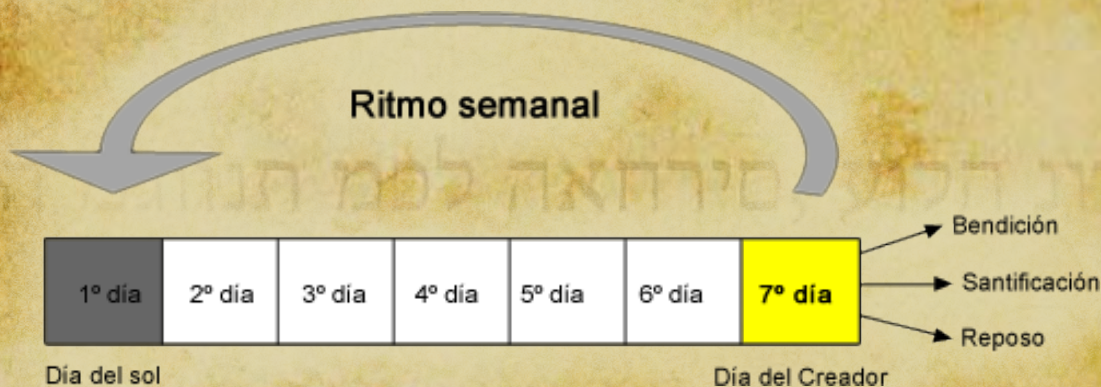 Ritmo semanal
1º día
2º día
3º día
4º día
5º día
6º día
7º día
Bendición
Santificación
Reposo
Día del sol
Día del Creador